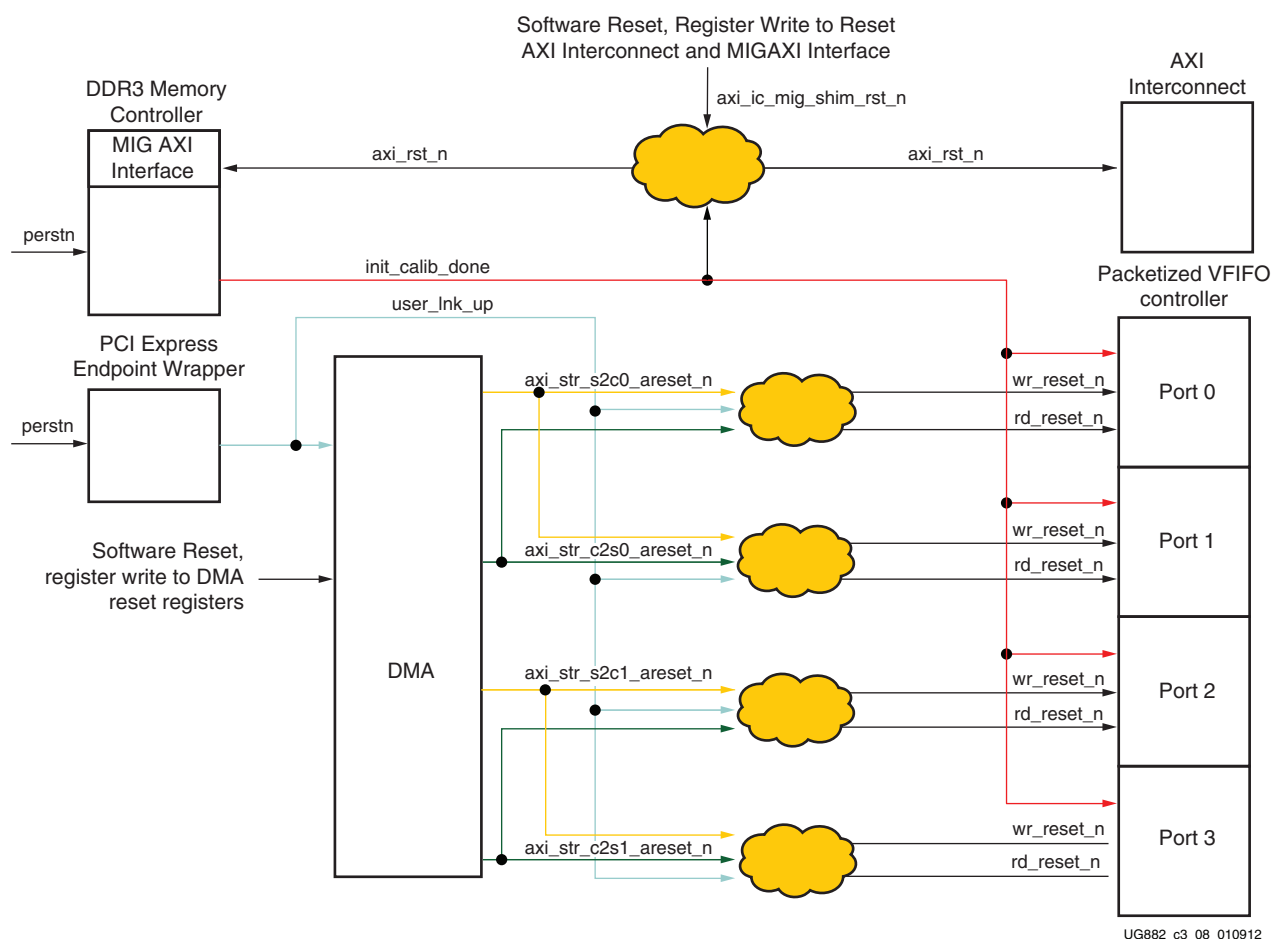 Software Reset, Register Write to Reset
AXI Interconnect and MIGAXI Interface
AXI
Interconnect
DDR3 Memory
Controller
axi_ic_mig_shim_rst_n
MIG AXI
Interface
axi_rst_n
axi_rst_n
perstn
init_calib_done
Packetized VFIFO
controller
user_lnk_up
PCI Express
Endpoint Wrapper
axi_str_s2c0_areset_n
wr_reset_n
Port 0
rd_reset_n
perstn
wr_reset_n
Port 1
axi_str_c2s0_areset_n
rd_reset_n
Software Reset,
register write to DMA
reset registers
DMA
axi_str_s2c1_areset_n
wr_reset_n
Port 2
rd_reset_n
wr_reset_n
Port 3
axi_str_c2s1_areset_n
rd_reset_n
UG882_c3_08_010912